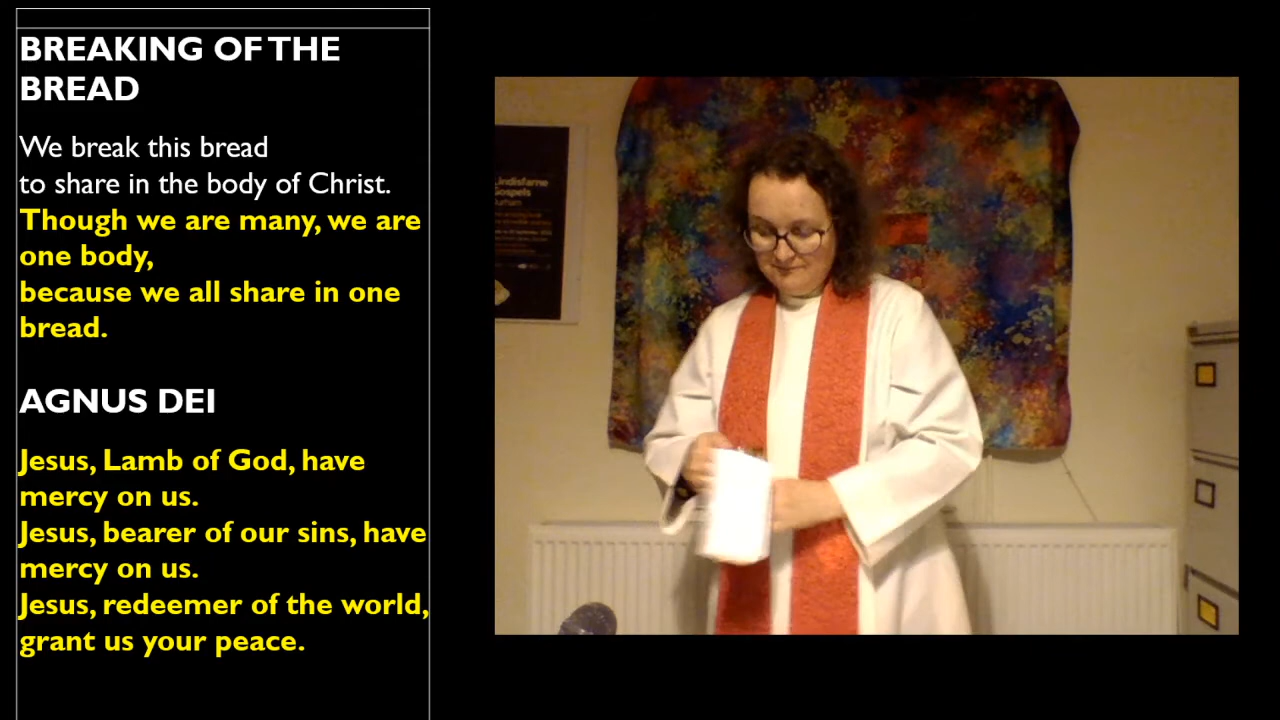 BREAKING OF THE
BREAD
We break this bread
to share in the body of Christ.
Though we are many, we are
one body,
because we all share in one
bread.
AGNUS DEI
Jesus, Lamb of God, have
mercy on us.
Jesus, bearer of our sins, have
mercy on us.
Jesus, redeemer of the world,
grant us your peace.
Lindisfarne
Gospels